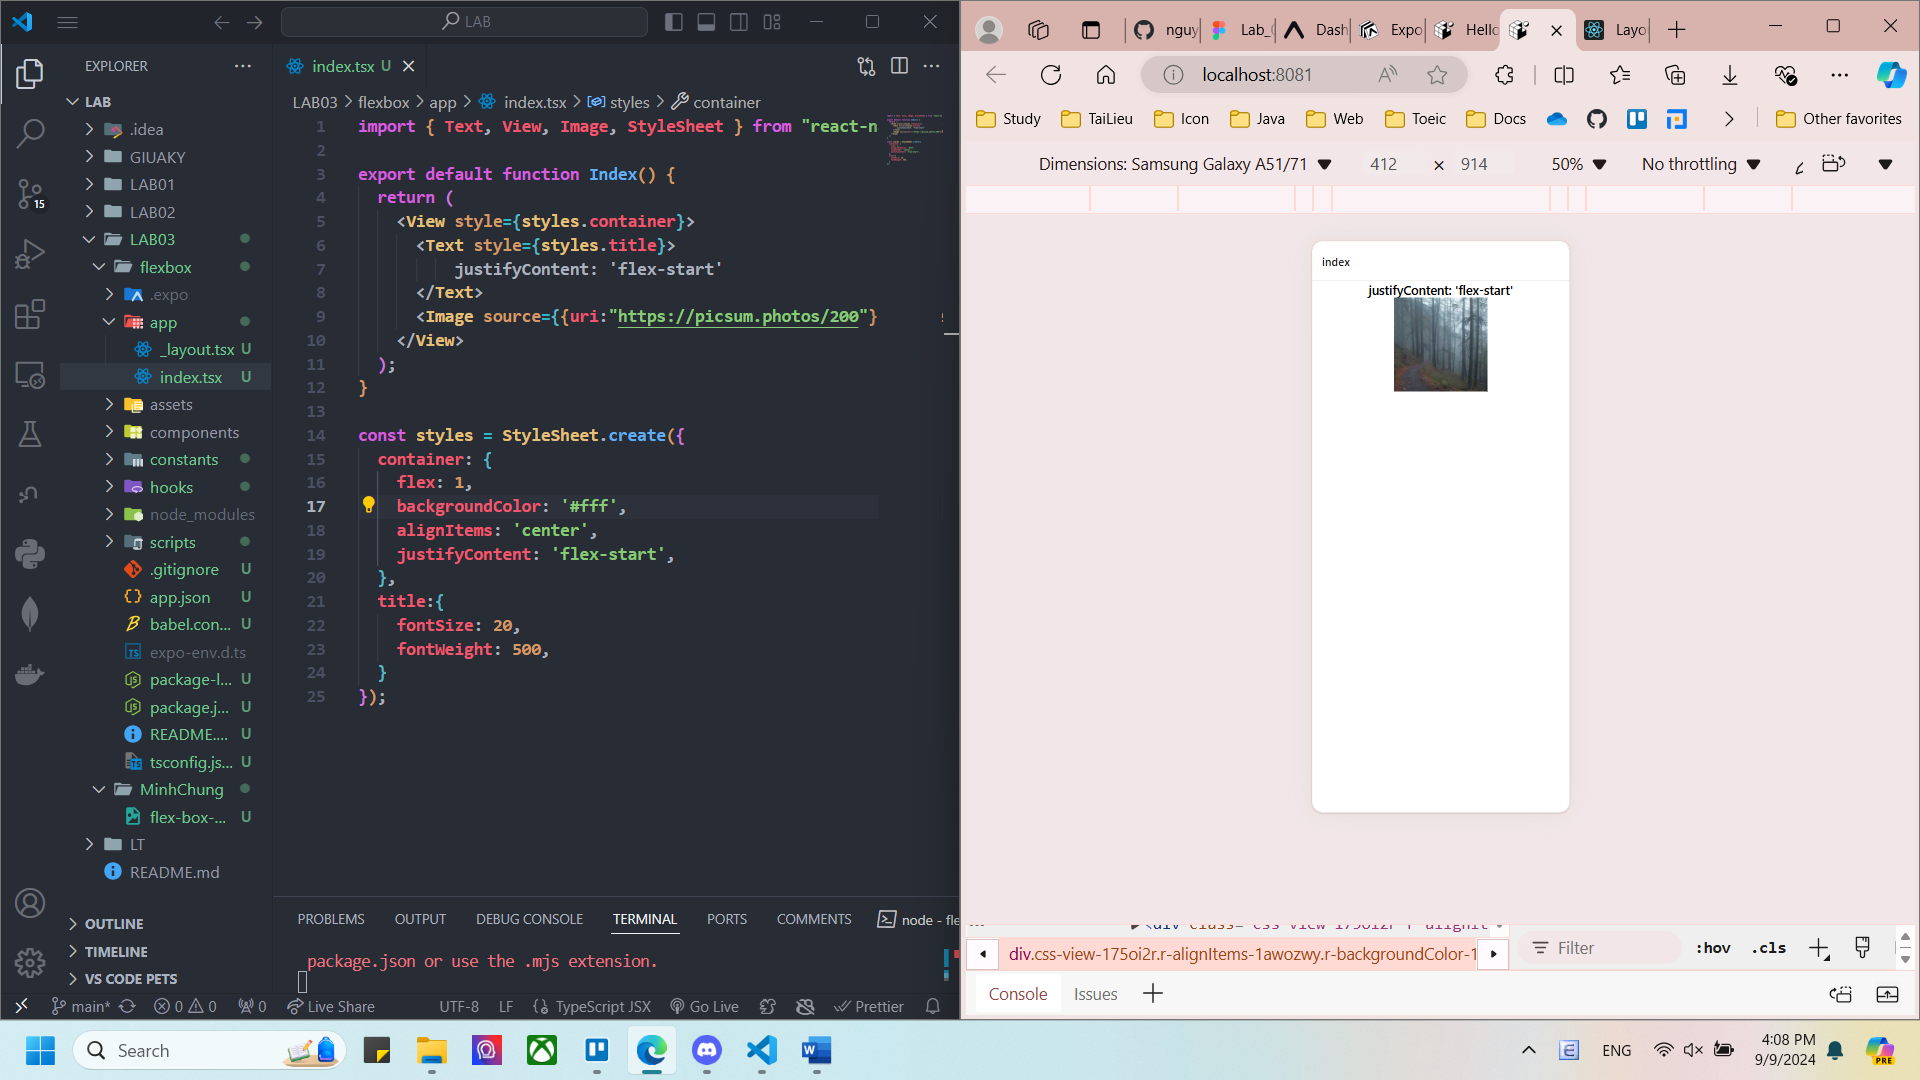 LAB
EXPLORER
LAB
.idea
GIUAKY
LAB01
LAB02
LAB03
flexbox
.expo
app
_layout.tsx U
index.tsx U
assets
components
constants
hooks
node_modules
scripts
.gitignore U
app.json U
babel.con... U
expo-env.d.ts
package-l... U
package.j... U
README.... U
tsconfig.js... U
MinhChung
flex-box-... U
LT
README.md
OUTLINE
TIMELINE
VS CODE PETS
15
index.tsx U
LAB03 > flexbox > app > index.tsx > styles > container
1 import { Text, View, Image, StyleSheet } from "react-n
2
3 export default function Index() {
4 return (
5 <View style={styles.container}>
6 <Text style={styles.title}>
7 justifyContent: 'flex-start'
8 </Text>
9 <Image source={{uri:"https://picsum.photos/200"}
10 </View>
11 );
12 }
13
14 const styles = StyleSheet.create({
15 container: {
16 flex: 1,
17 backgroundColor: '#fff',
18 alignItems: 'center',
19 justifyContent: 'flex-start',
20 },
21 title:{
22 fontSize: 20,
23 fontWeight: 500,
24 }
25 });
PROBLEMS OUTPUT DEBUG CONSOLE TERMINAL PORTS COMMENTS node - fle
package.json or use the .mjs extension.
main* 0 0 0 Live Share UTF-8 LF TypeScript JSX Go Live Prettier
nguy Lab_ Dash Expo Hello Layo
localhost:8081
Study TaiLieu Icon Java Web Toeic Docs Other favorites
Dimensions: Samsung Galaxy A51/71 412 × 914 50% No throttling
index
justifyContent: 'flex-start'
div.css-view-175oi2r.r-alignItems-1awozwy.r-backgroundColor-1
Filter :hov .cls
Console Issues
Search
ENG
4:08 PM
9/9/2024
PRE